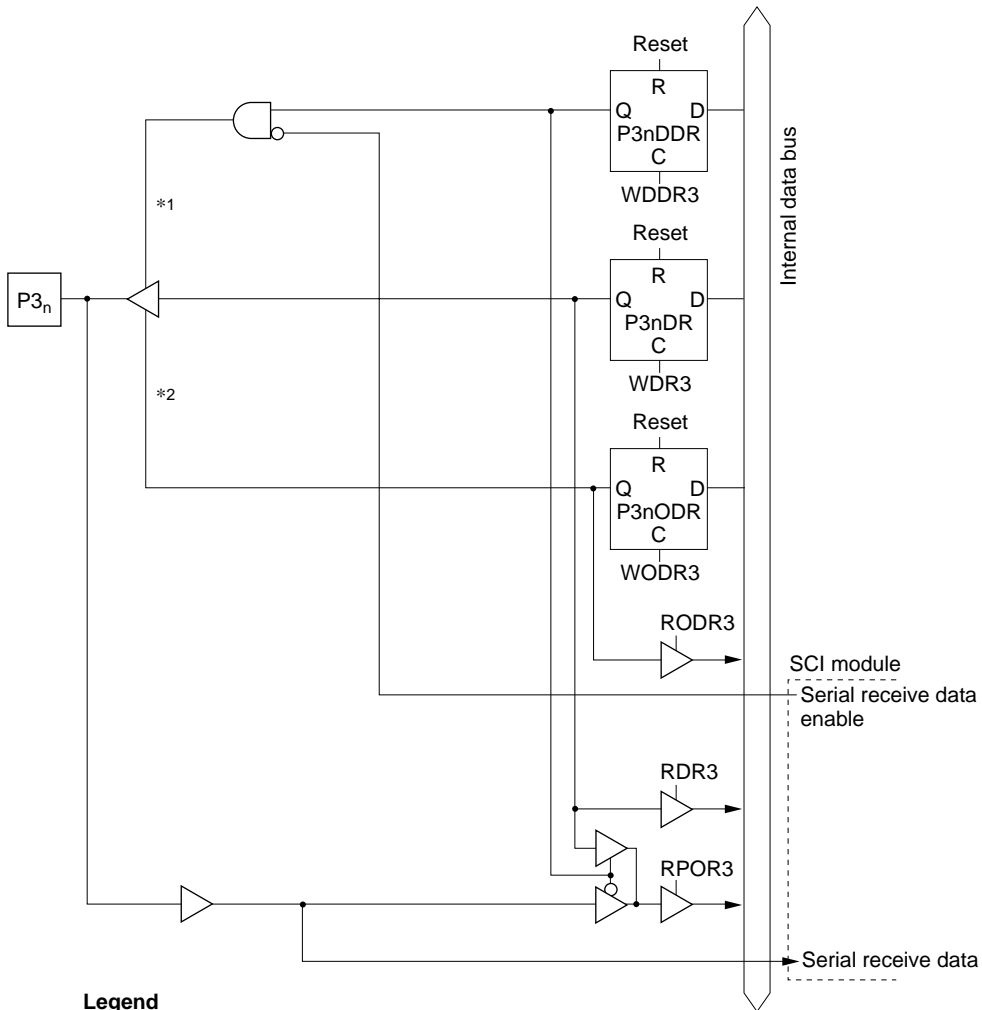 Reset
R
Q D
P3nDDR
C
WDDR3
Internal data bus
*1
Reset
R
P3n
Q D
P3nDR
C
WDR3
*2
Reset
R
Q D
P3nODR
C
WODR3
RODR3
SCI module
Serial receive data
enable
RDR3
RPOR3
Serial receive data
Legend